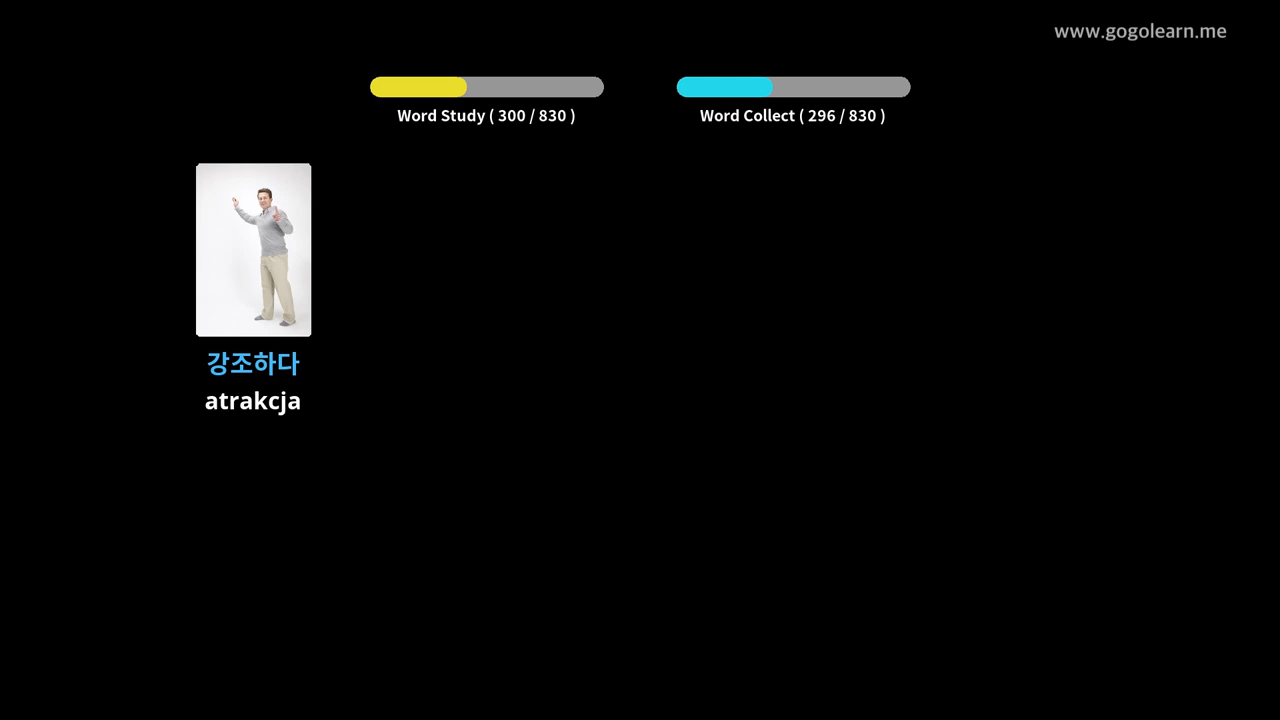 www.gogolearn.me
Word Study ( 300 / 830 )
Word Collect ( 296 / 830 )
강조하다
atrakcja